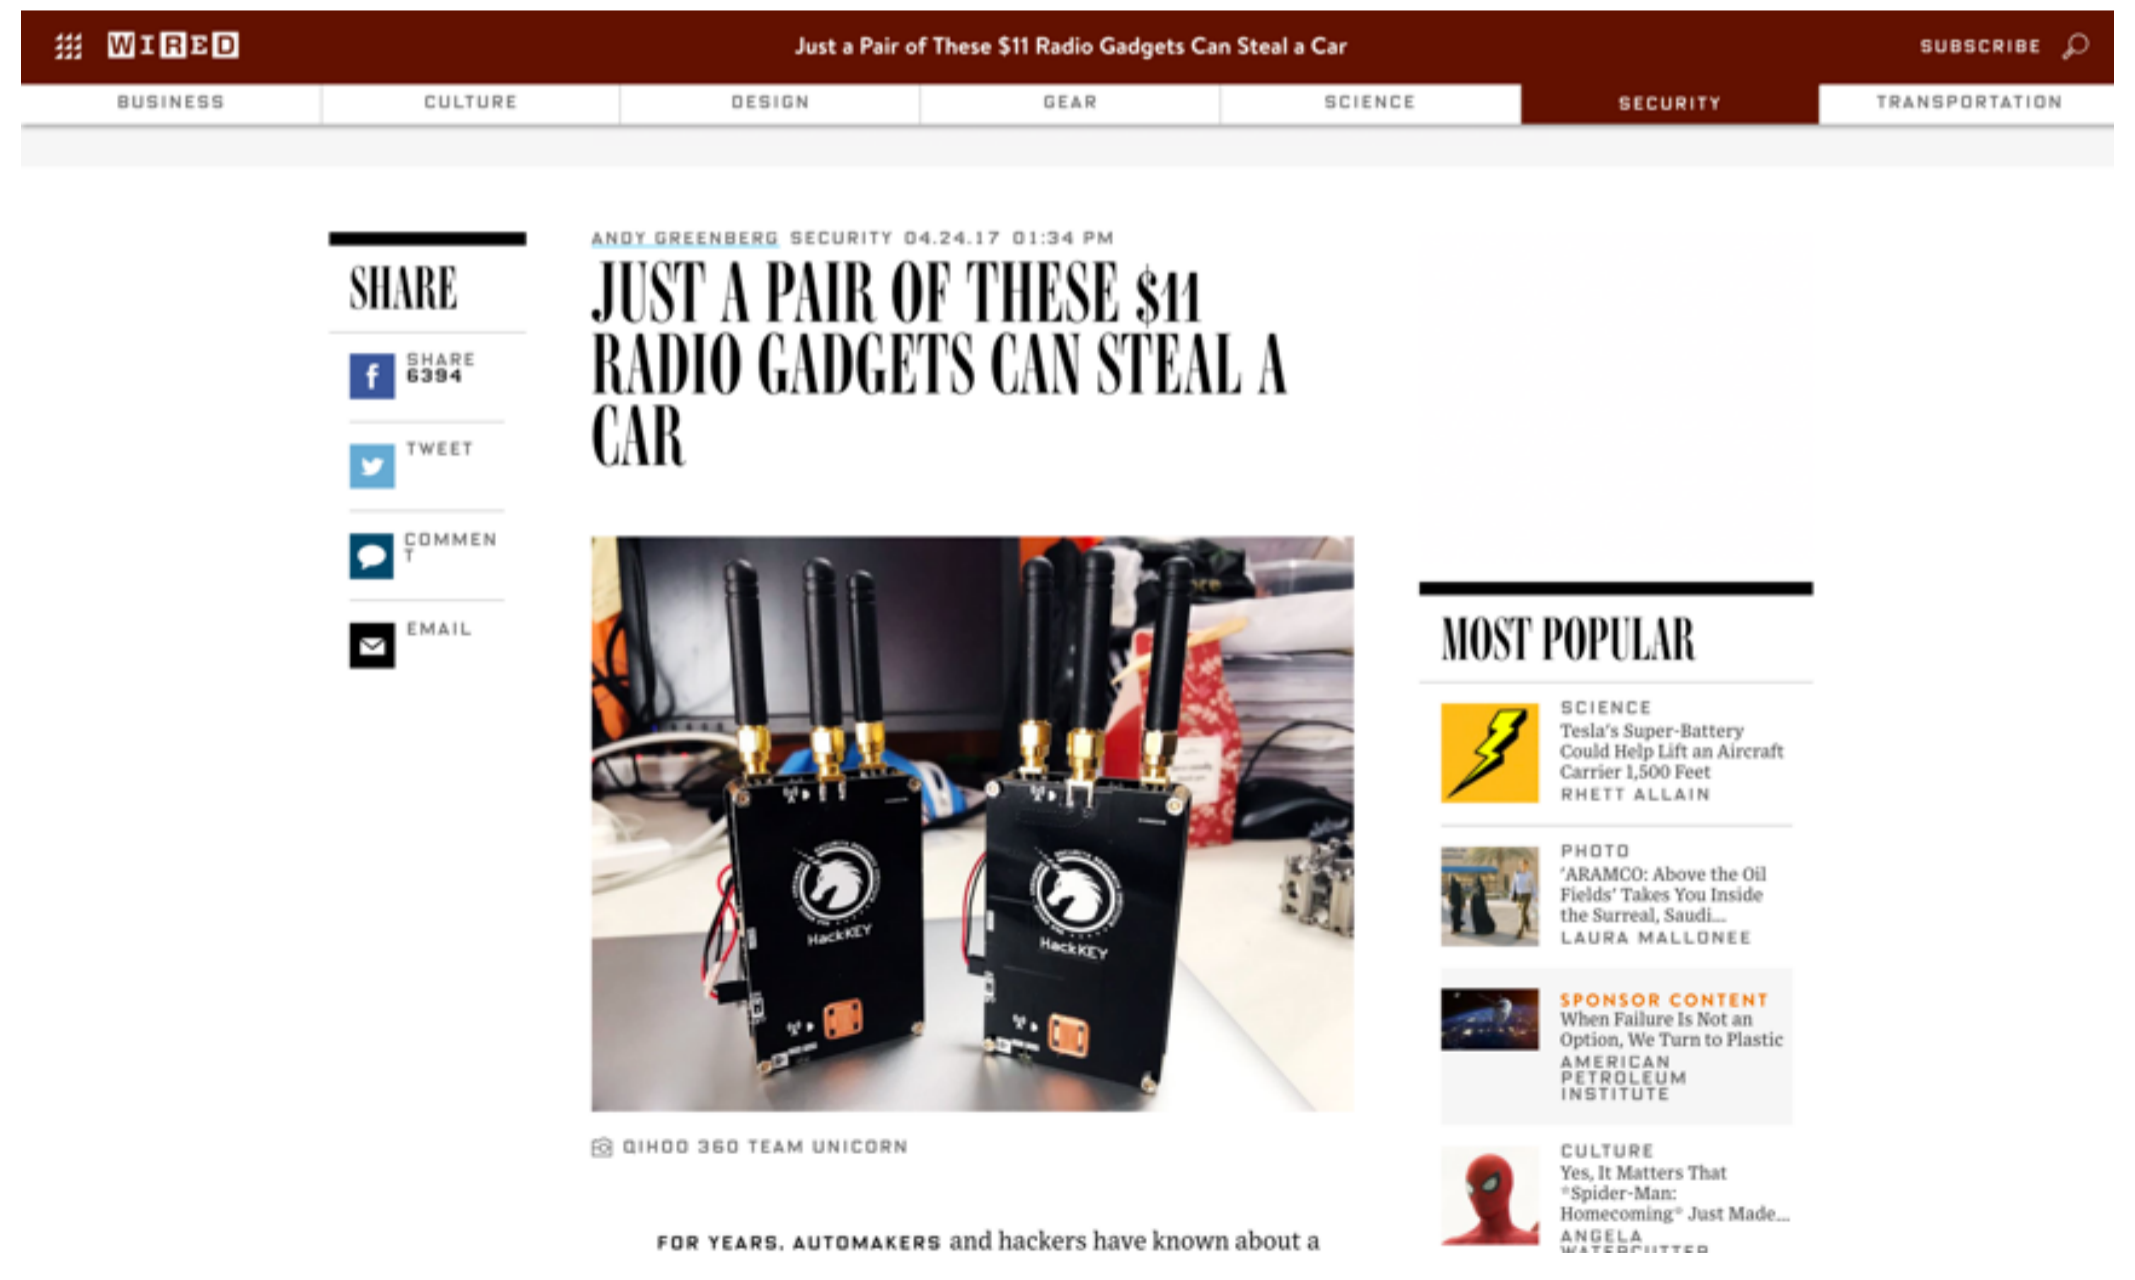 WIRED
Just a Pair of These $11 Radio Gadgets Can Steal a Car
SUBSCRIBE
BUSINESS
CULTURE
DESIGN
GEAR
SCIENCE
SECURITY
TRANSPORTATION
SHARE
SHARE
6394
TWEET
COMMEN
T
EMAIL
ANDY GREENBERG SECURITY 04.24.17 01:34 PM
JUST A PAIR OF THESE $11
RADIO GADGETS CAN STEAL A
CAR
HackKEY
HackKEY
QIHOO 360 TEAM UNICORN
FOR YEARS, AUTOMAKERS and hackers have known about a
MOST POPULAR
SCIENCE
Tesla's Super-Battery
Could Help Lift an Aircraft
Carrier 1,500 Feet
RHETT ALLAIN
PHOTO
'ARAMCO: Above the Oil
Fields' Takes You Inside
the Surreal, Saudi...
LAURA MALLONEE
SPONSOR CONTENT
When Failure Is Not an
Option, We Turn to Plastic
AMERICAN
PETROLEUM
INSTITUTE
CULTURE
Yes, It Matters That
*Spider-Man:
Homecoming* Just Made...
ANGELA
WATERCUTTER